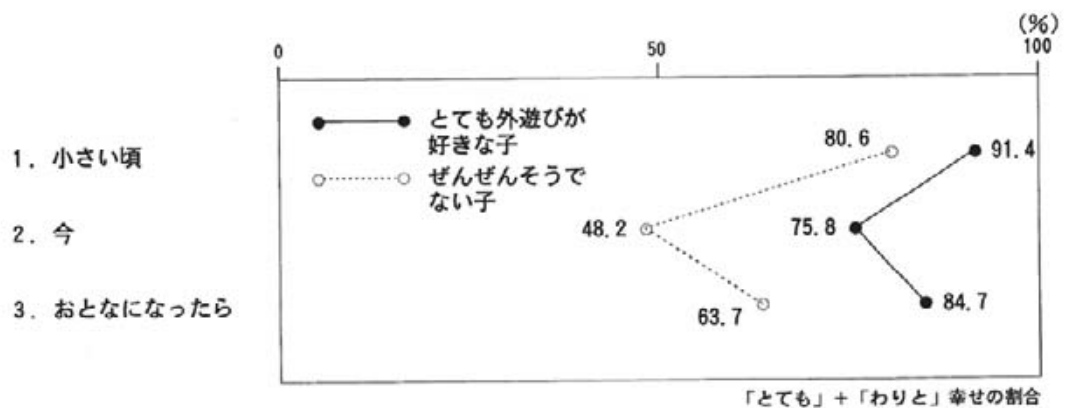 (%)
0 50 100
とても外遊びが
好きな子
ぜんぜんそうで
ない子
1. 小さい頃
80.6 91.4
2. 今
48.2 75.8
3. おとなになったら
63.7 84.7
「とても」+「わりと」幸せの割合